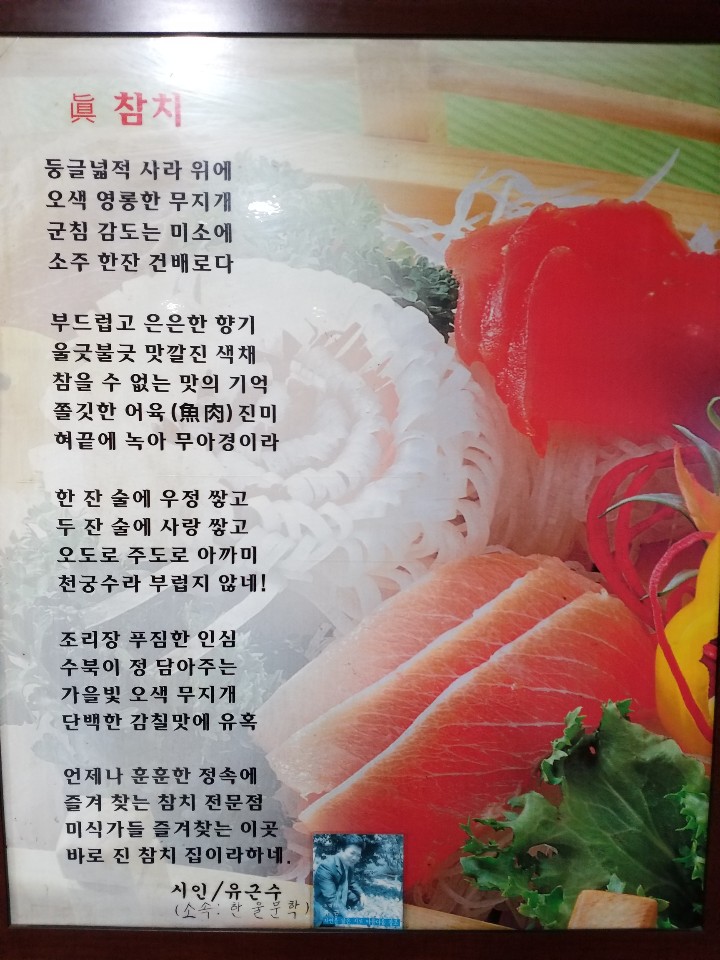 眞 참치
둥글넓적 사라 위에
오색 영롱한 무지개
군침 감도는 미소에
소주 한잔 건배로다
부드럽고 은은한 향기
울긋불긋 맛깔진 색채
참을 수 없는 맛의 기억
쫄깃한 어육(魚肉)진미
혀끝에 녹아 무아경이라
한 잔 술에 우정 쌓고
두 잔 술에 사랑 쌓고
오도로 주도로 아까미
천궁수라 부럽지 않네!
조리장 푸짐한 인심
수북이 정 담아주는
가을빛 오색 무지개
단백한 감칠맛에 유혹
언제나 훈훈한 정속에
즐겨 찾는 참치 전문점
미식가들 즐겨찾는 이곳
바로 진 참치 집이라하네.
시인/유근수
(소속: 한울문학)